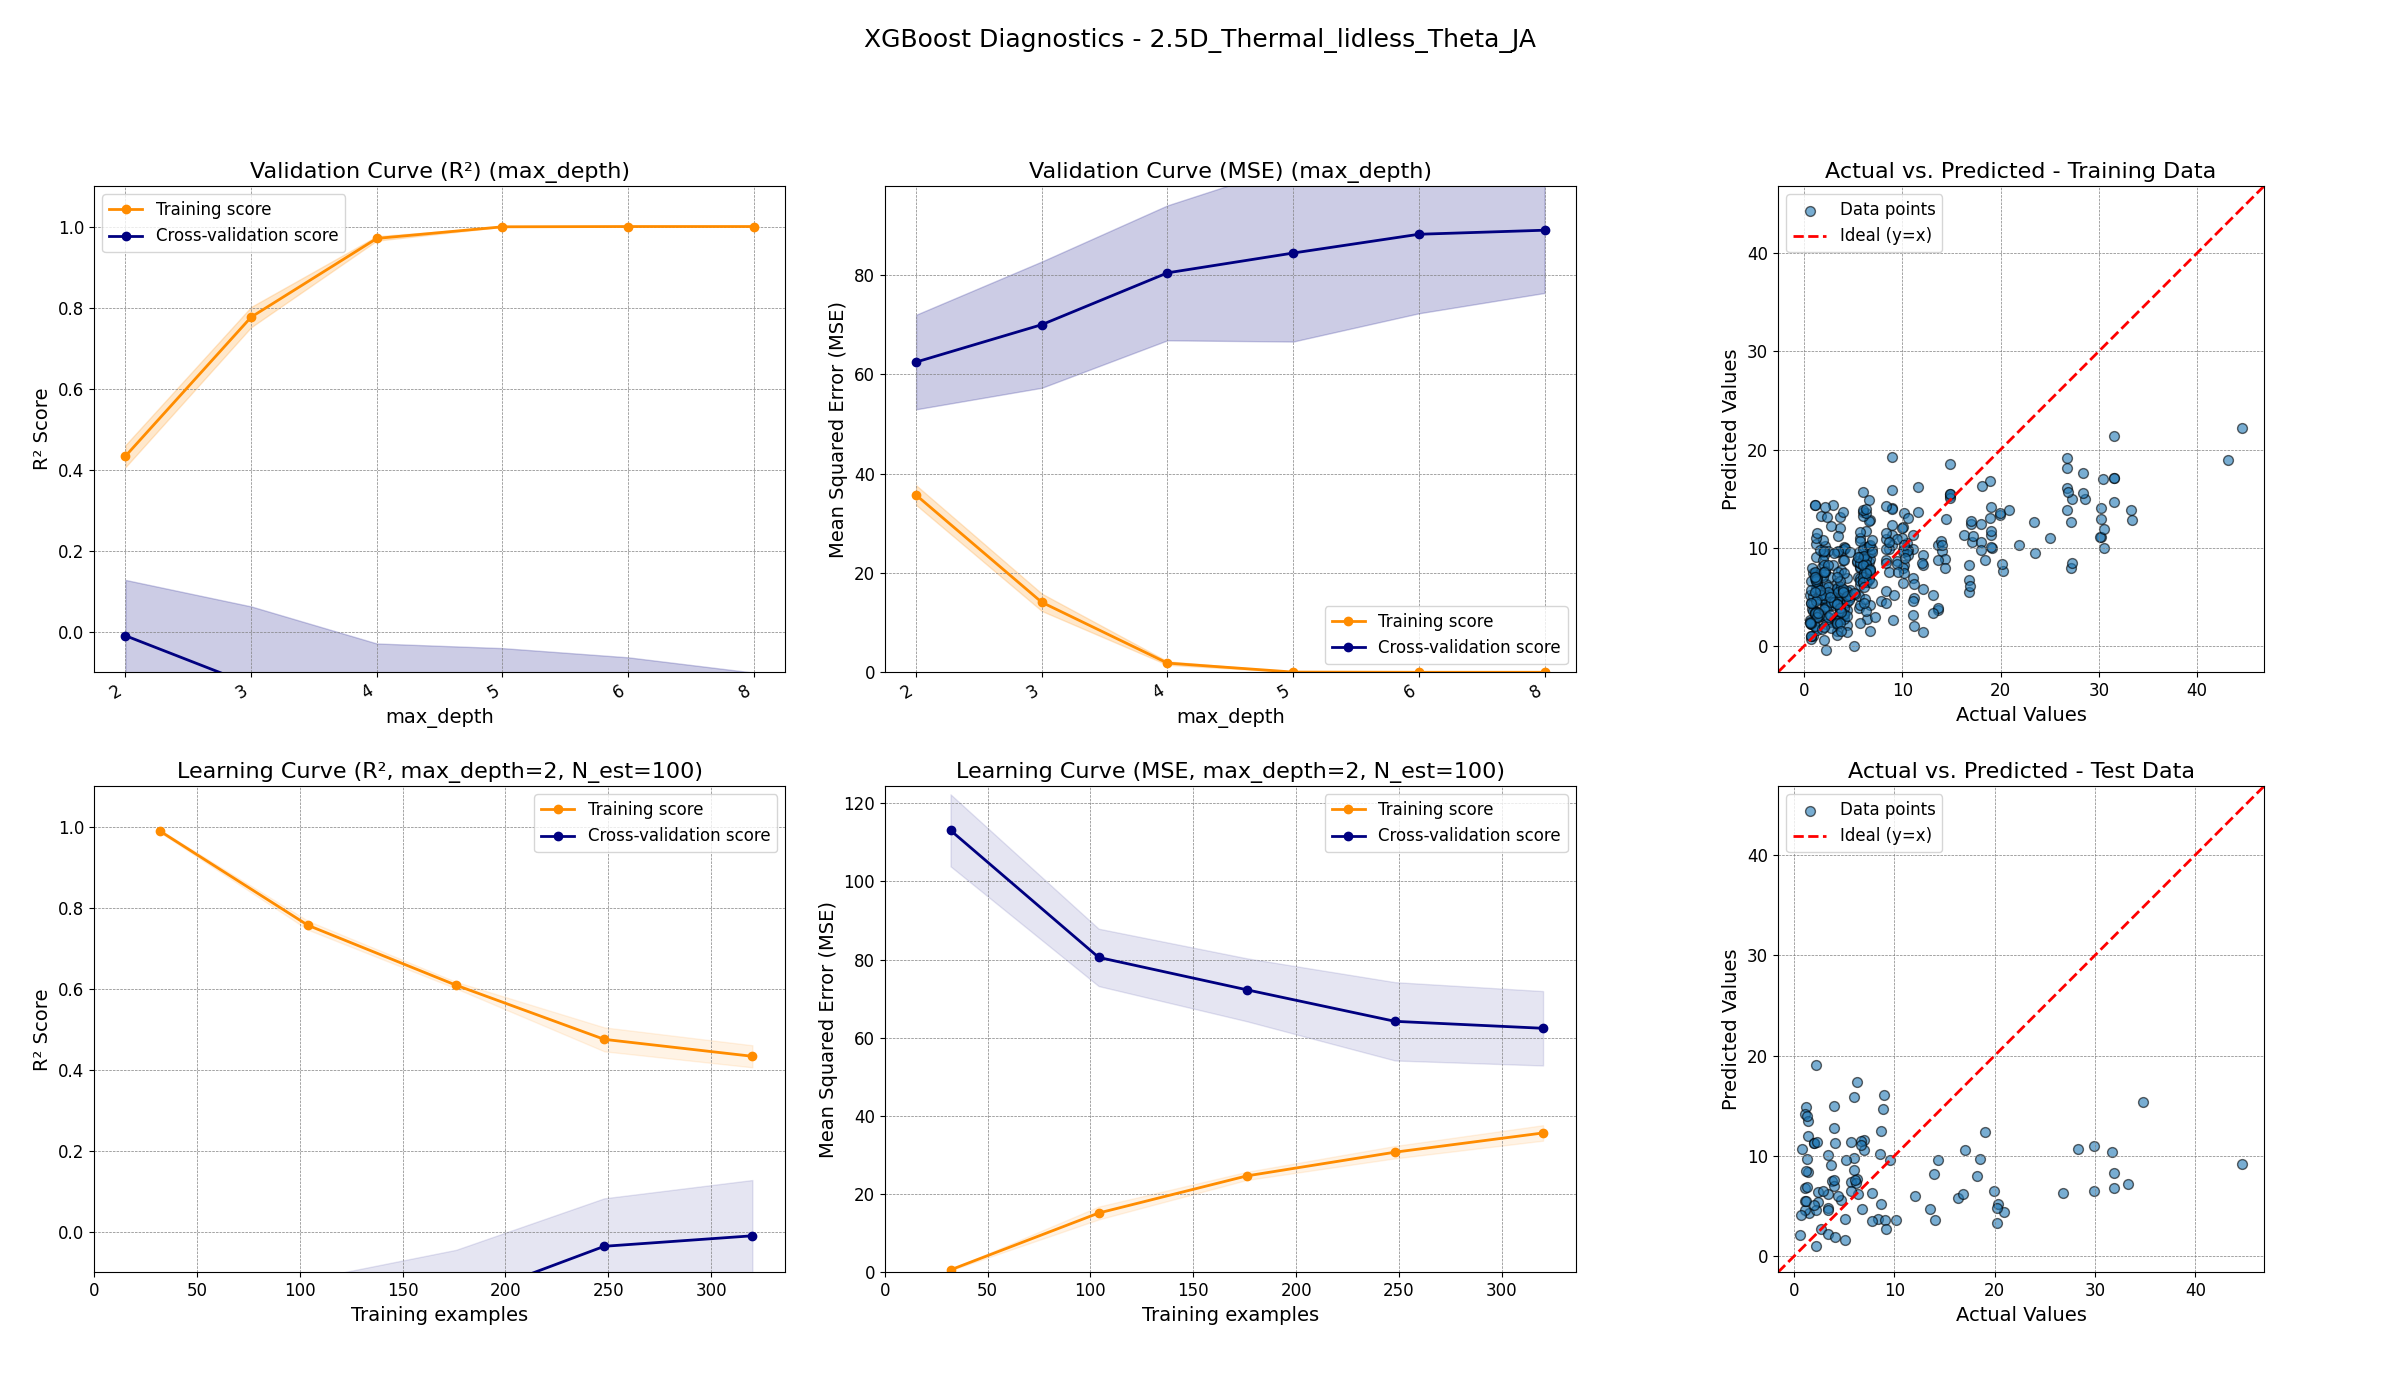 XGBoost Diagnostics - 2.5D_Thermal_lidless_Theta_JA
Validation Curve (R²) (max_depth)
Training score
Cross-validation score
R² Score
1.0
0.8
0.6
0.4
0.2
0.0
2
3
4
5
6
8
max_depth
Validation Curve (MSE) (max_depth)
Mean Squared Error (MSE)
80
60
40
20
0
Training score
Cross-validation score
2
3
4
5
6
8
max_depth
Actual vs. Predicted - Training Data
Data points
Ideal (y=x)
Predicted Values
40
30
20
10
0
0
10
20
30
40
Actual Values
Learning Curve (R², max_depth=2, N_est=100)
Training score
Cross-validation score
R² Score
1.0
0.8
0.6
0.4
0.2
0.0
0
50
100
150
200
250
300
Training examples
Learning Curve (MSE, max_depth=2, N_est=100)
Training score
Cross-validation score
Mean Squared Error (MSE)
120
100
80
60
40
20
0
0
50
100
150
200
250
300
Training examples
Actual vs. Predicted - Test Data
Data points
Ideal (y=x)
Predicted Values
40
30
20
10
0
0
10
20
30
40
Actual Values